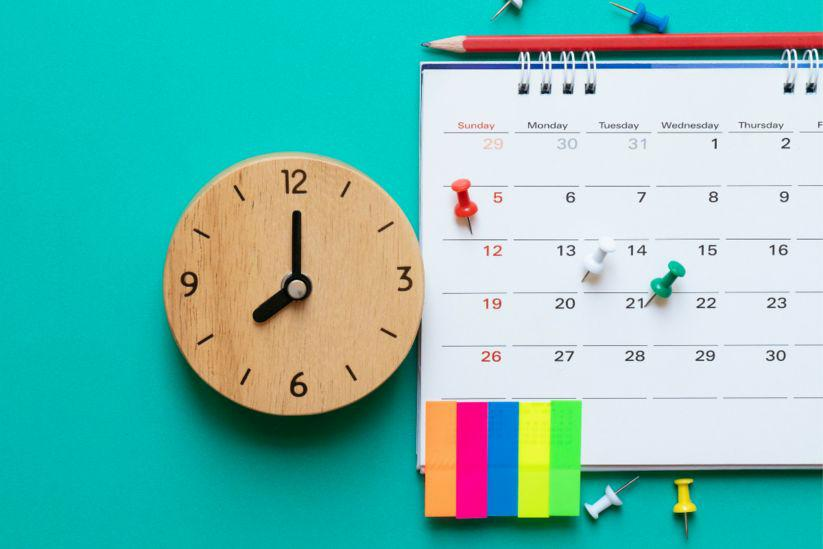 12
9 3
6
Sunday Monday Tuesday Wednesday Thursday F
29 30 31 1 2
5 6 7 8 9
12 13 14 15 16
19 20 21 22 23
26 27 28 29 30